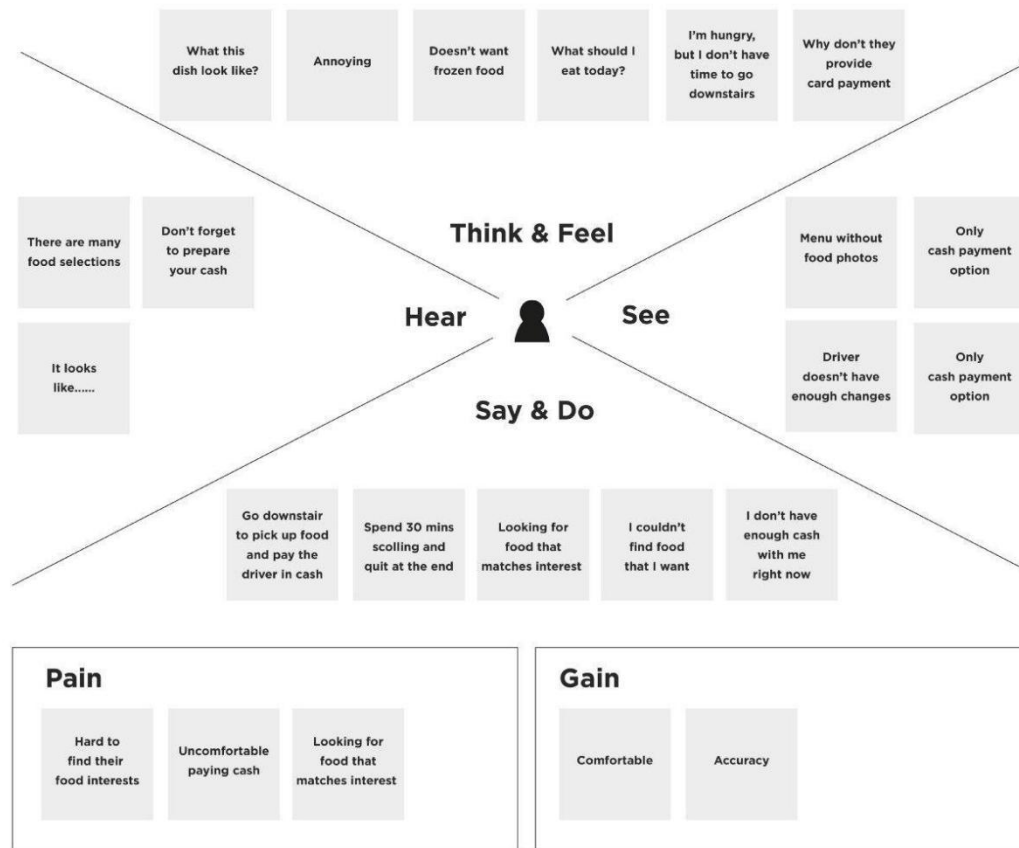 What this
dish look like?
Annoying
Doesn't want
frozen food
What should I
eat today?
I'm hungry,
but I don't have
time to go
downstairs
Why don't they
provide
card payment
Think & Feel
There are many
food selections
Don't forget
to prepare
your cash
It looks
like......
Hear
See
Menu without
food photos
Only
cash payment
option
Driver
doesn't have
enough changes
Only
cash payment
option
Say & Do
Go downstair
to pick up food
and pay the
driver in cash
Spend 30 mins
scolling and
quit at the end
Looking for
food that
matches interest
I couldn't
find food
that I want
I don't have
enough cash
with me
right now
Pain
Hard to
find their
food interests
Uncomfortable
paying cash
Looking for
food that
matches interest
Gain
Comfortable
Accuracy